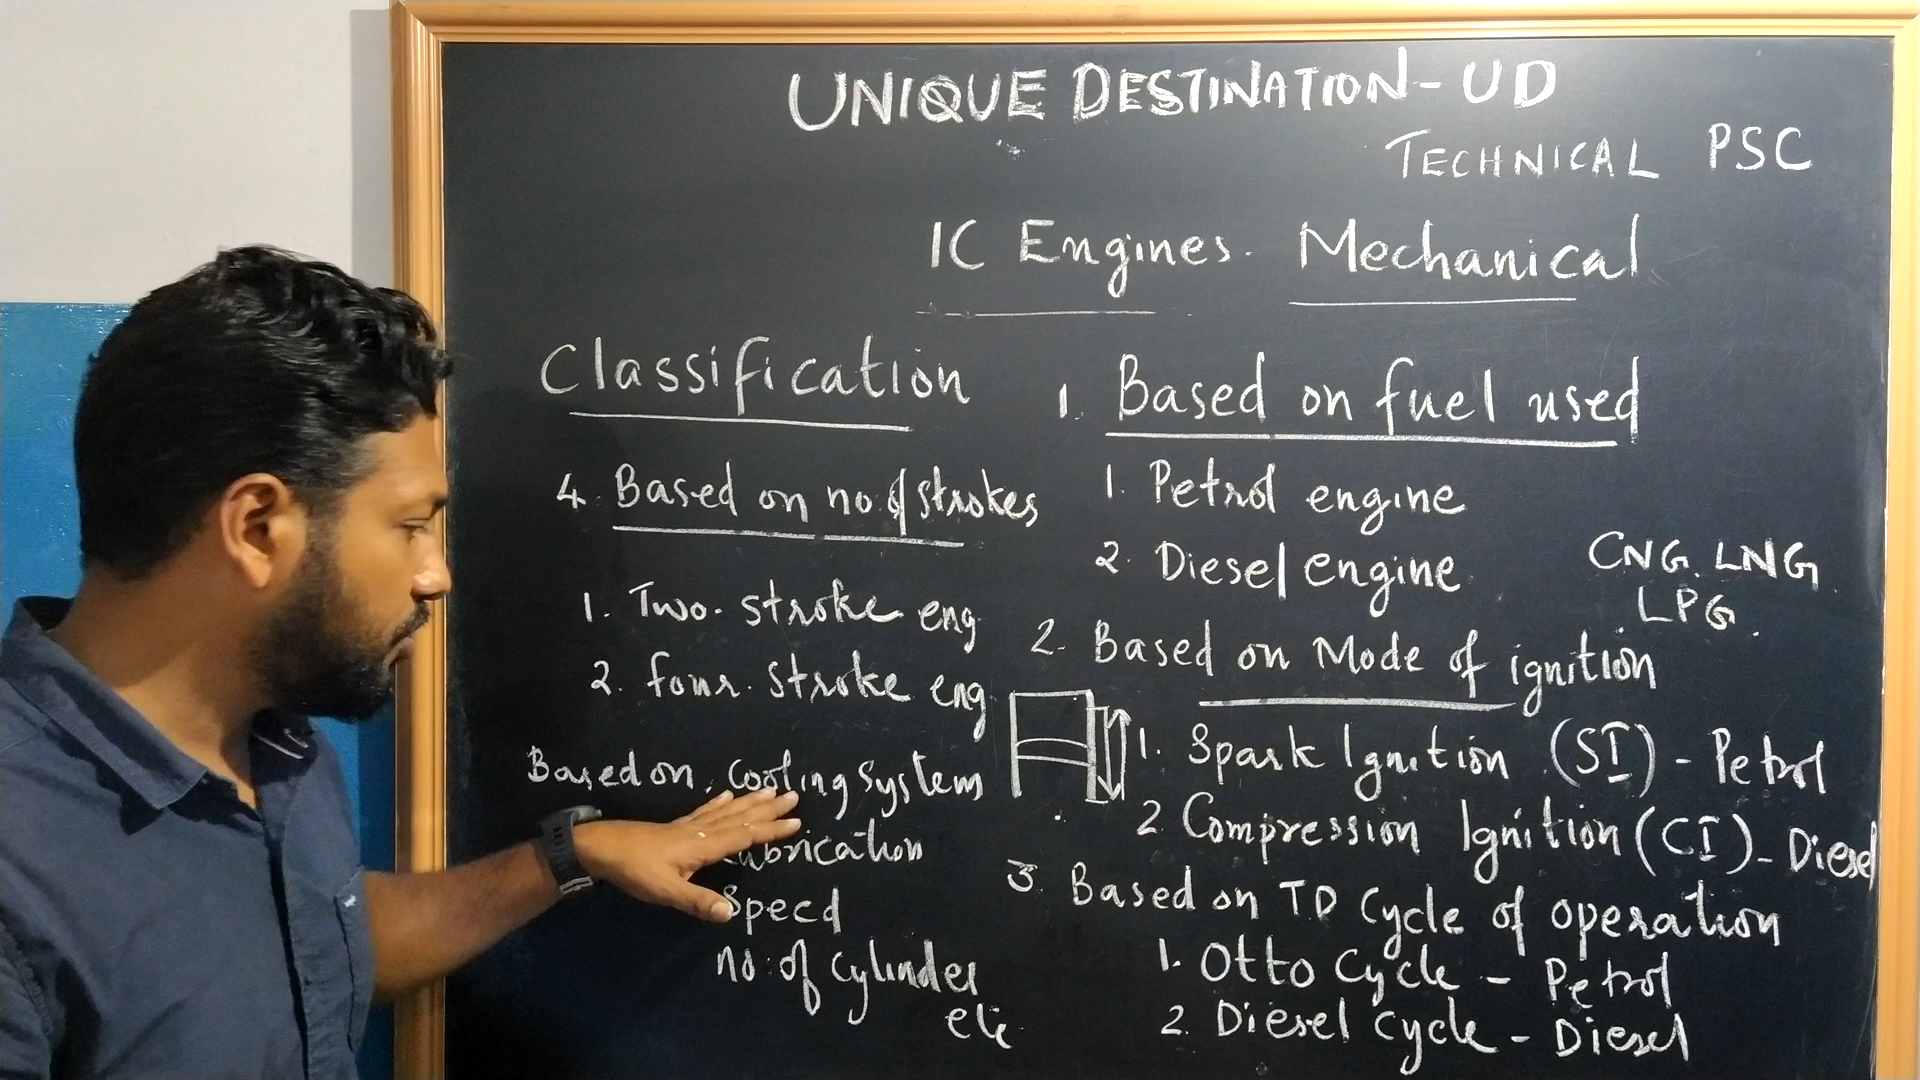 UNIQUE DESTINATION - UD
TECHNICAL PSC
IC Engines. Mechanical
Classification
4. Based on no. of strokes
1. Two. stroke eng
2. four. stroke eng
Based on, cooling system
Lubrication
Speed
no. of cylinder
etc
1. Based on fuel used
1. Petrol engine
2. Diesel engine
CNG. LNG
LPG.
2. Based on Mode of ignition
1. Spark Ignition (SI) - Petrol
2. Compression Ignition (CI) - Diesel
3. Based on TD Cycle of operation
1. Otto Cycle - Petrol
2. Diesel cycle - Diesel